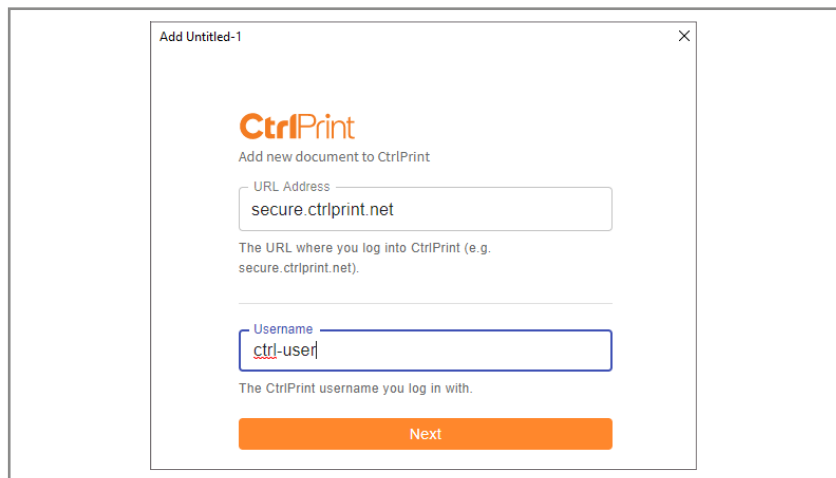 Add Untitled-1
CtrlPrint
Add new document to CtrlPrint
URL Address
secure.ctrlprint.net
The URL where you log into CtrlPrint (e.g.
secure.ctrlprint.net).
Username
ctrl-user
The CtrlPrint username you log in with.
Next